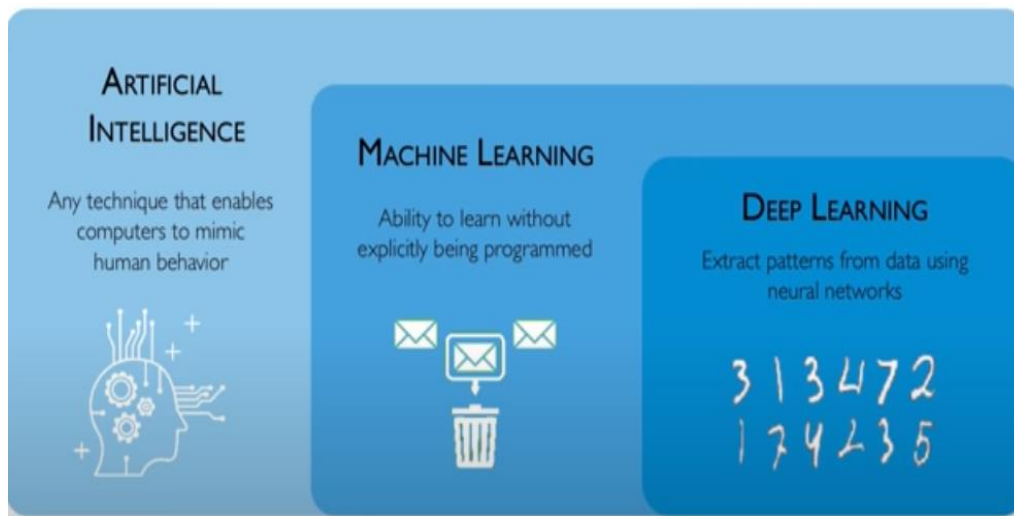 ARTIFICIAL
INTELLIGENCE
Any technique that enables
computers to mimic
human behavior
MACHINE LEARNING
Ability to learn without
explicitly being programmed
DEEP LEARNING
Extract patterns from data using
neural networks
3 1 3 4 7 2
1 7 4 2 3 5